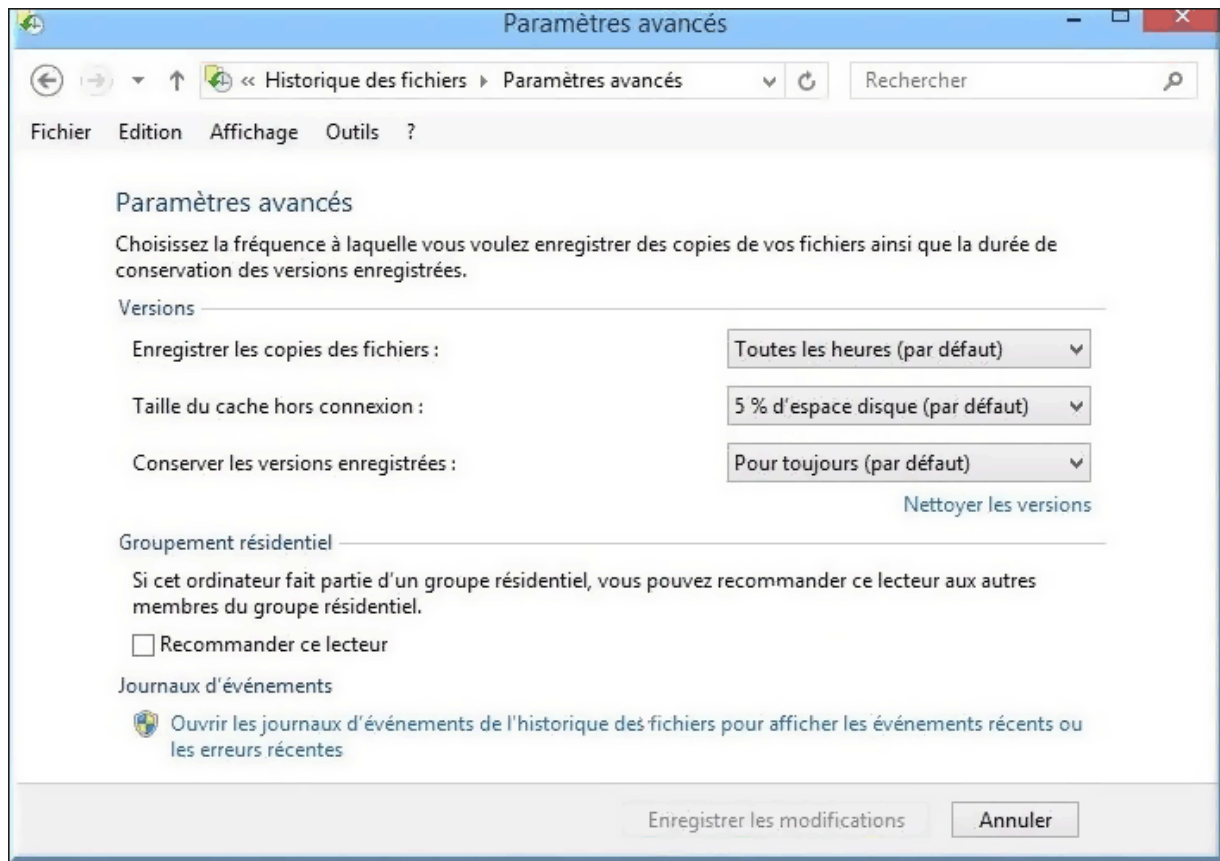 Paramètres avancés
« Historique des fichiers Paramètres avancés Rechercher
Fichier Edition Affichage Outils ?
Paramètres avancés
Choisissez la fréquence à laquelle vous voulez enregistrer des copies de vos fichiers ainsi que la durée de
conservation des versions enregistrées.
Versions
Enregistrer les copies des fichiers : Toutes les heures (par défaut)
Taille du cache hors connexion : 5 % d'espace disque (par défaut)
Conserver les versions enregistrées : Pour toujours (par défaut)
Nettoyer les versions
Groupement résidentiel
Si cet ordinateur fait partie d'un groupe résidentiel, vous pouvez recommander ce lecteur aux autres
membres du groupe résidentiel.
Recommander ce lecteur
Journaux d'événements
Ouvrir les journaux d'événements de l'historique des fichiers pour afficher les événements récents ou
les erreurs récentes
Enregistrer les modifications Annuler